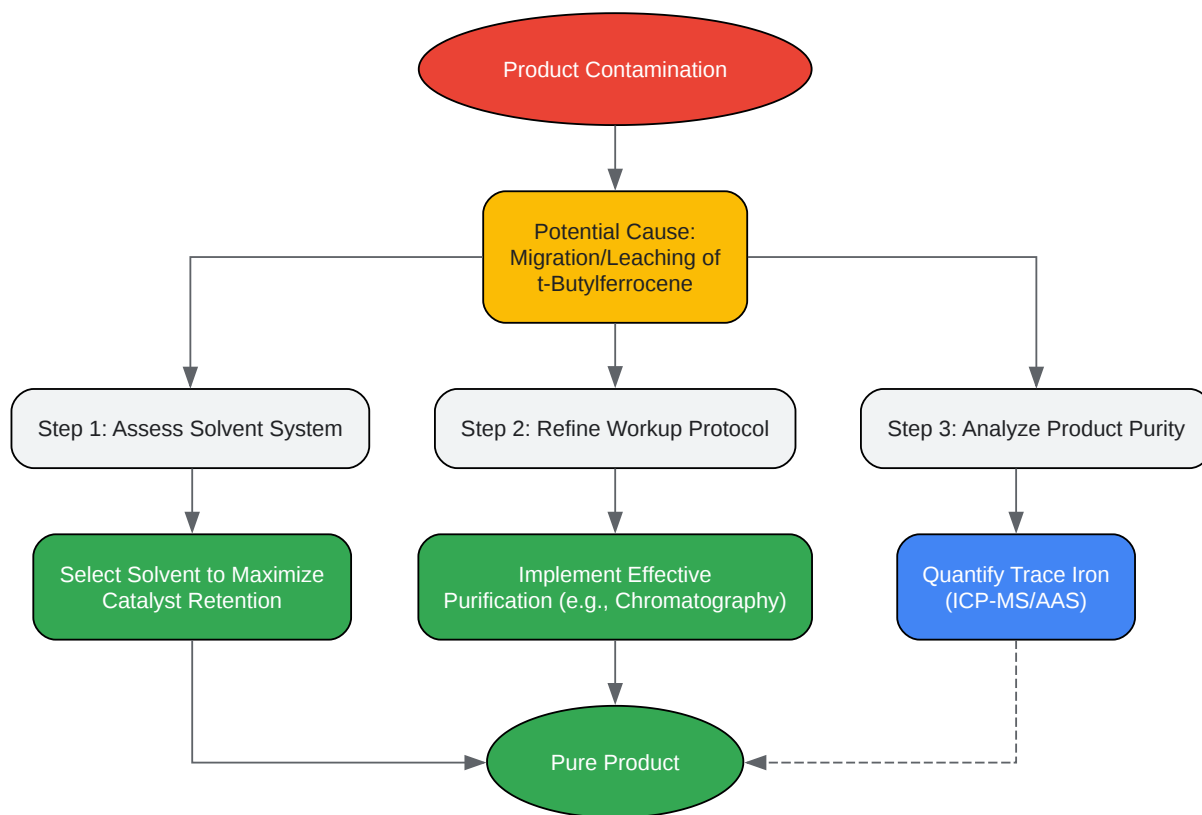 Product Contamination
Potential Cause:
Migration/Leaching of
t-Butylferrocene
Step 1: Assess Solvent System
Step 2: Refine Workup Protocol
Step 3: Analyze Product Purity
Select Solvent to Maximize
Catalyst Retention
Implement Effective
Purification (e.g., Chromatography)
Quantify Trace Iron
(ICP-MS/AAS)
Pure Product